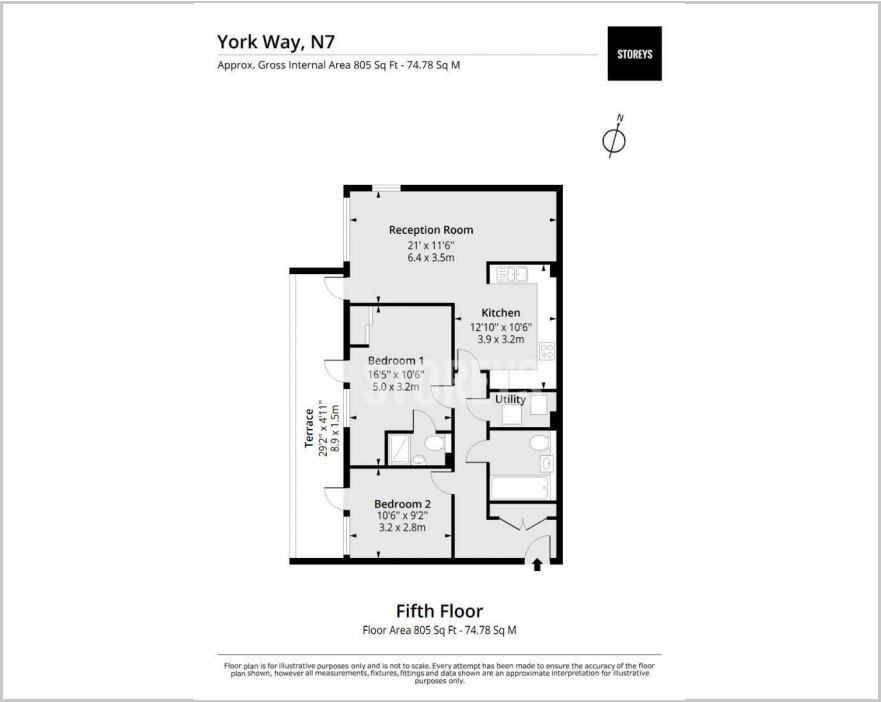 York Way, N7
Approx. Gross Internal Area 805 Sq Ft - 74.78 Sq M
STOREYS
N
Reception Room
21' x 11'6"
6.4 x 3.5m
Kitchen
12'10" x 10'6"
3.9 x 3.2m
Bedroom 1
16'5" x 10'6"
5.0 x 3.2m
STOREYS
Utility
Terrace
29'2" x 4'11"
8.9 x 1.5m
Bedroom 2
10'6" x 9'2"
3.2 x 2.8m
Fifth Floor
Floor Area 805 Sq Ft - 74.78 Sq M
Floor plan is for illustrative purposes only and is not to scale. Every attempt has been made to ensure the accuracy of the floor
plan shown, however all measurements, fixtures, fittings and data shown are an approximate interpretation for illustrative
purposes only.